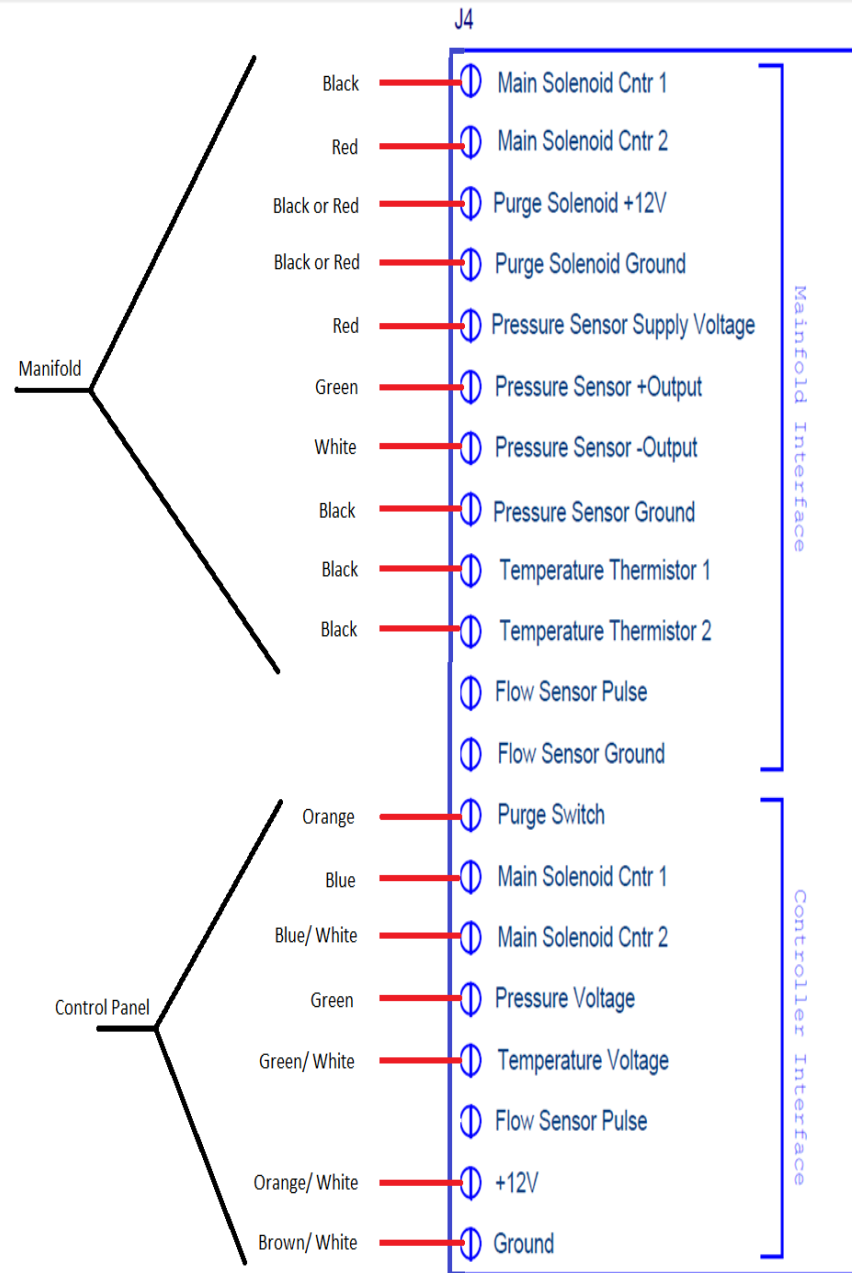 J4
Black Main Solenoid Cntr 1
Red Main Solenoid Cntr 2
Black or Red Purge Solenoid +12V
Black or Red Purge Solenoid Ground
Red Pressure Sensor Supply Voltage
Manifold
Green Pressure Sensor +Output
White Pressure Sensor -Output
Black Pressure Sensor Ground
Black Temperature Thermistor 1
Black Temperature Thermistor 2
Flow Sensor Pulse
Flow Sensor Ground
Mainfold Interface
Orange Purge Switch
Blue Main Solenoid Cntr 1
Blue/ White Main Solenoid Cntr 2
Control Panel
Green Pressure Voltage
Green/ White Temperature Voltage
Flow Sensor Pulse
Orange/ White +12V
Brown/ White Ground
Controller Interface